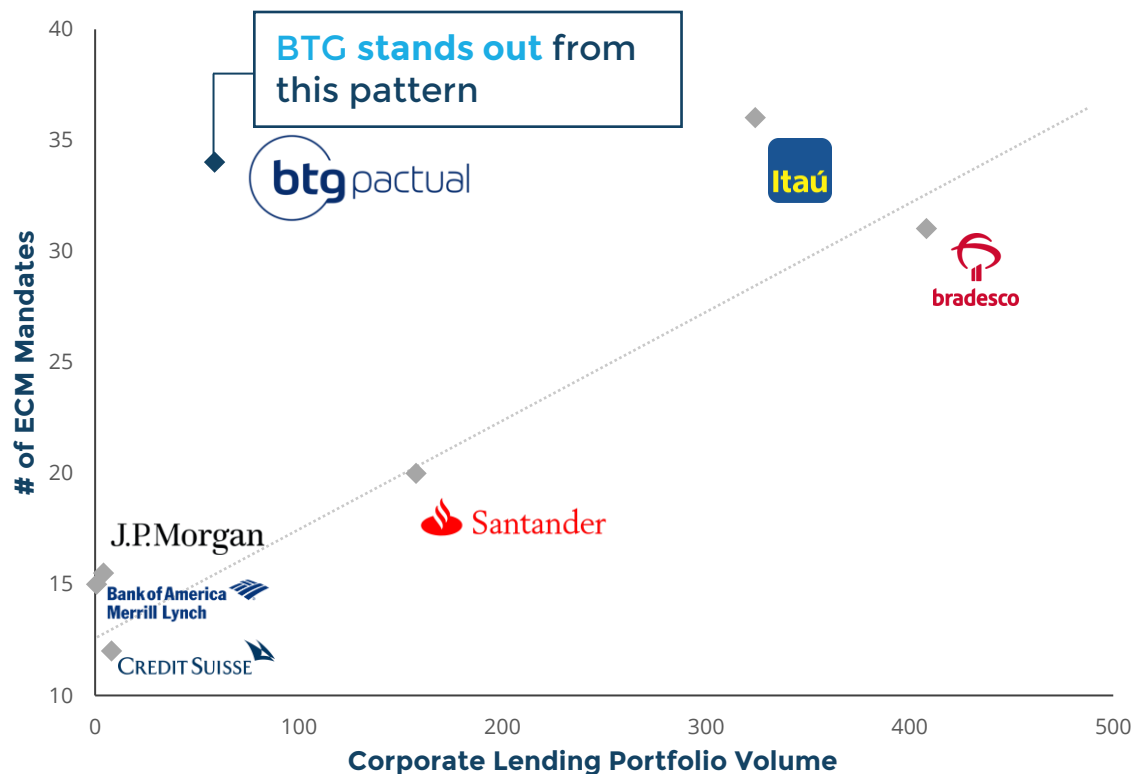 40
BTG stands out from
this pattern
35
btg pactual
Itaú
30
bradesco
25
# of ECM Mandates
20
Santander
J.P.Morgan
15
Bank of America
Merrill Lynch
CREDIT SUISSE
10
0 100 200 300 400 500
Corporate Lending Portfolio Volume